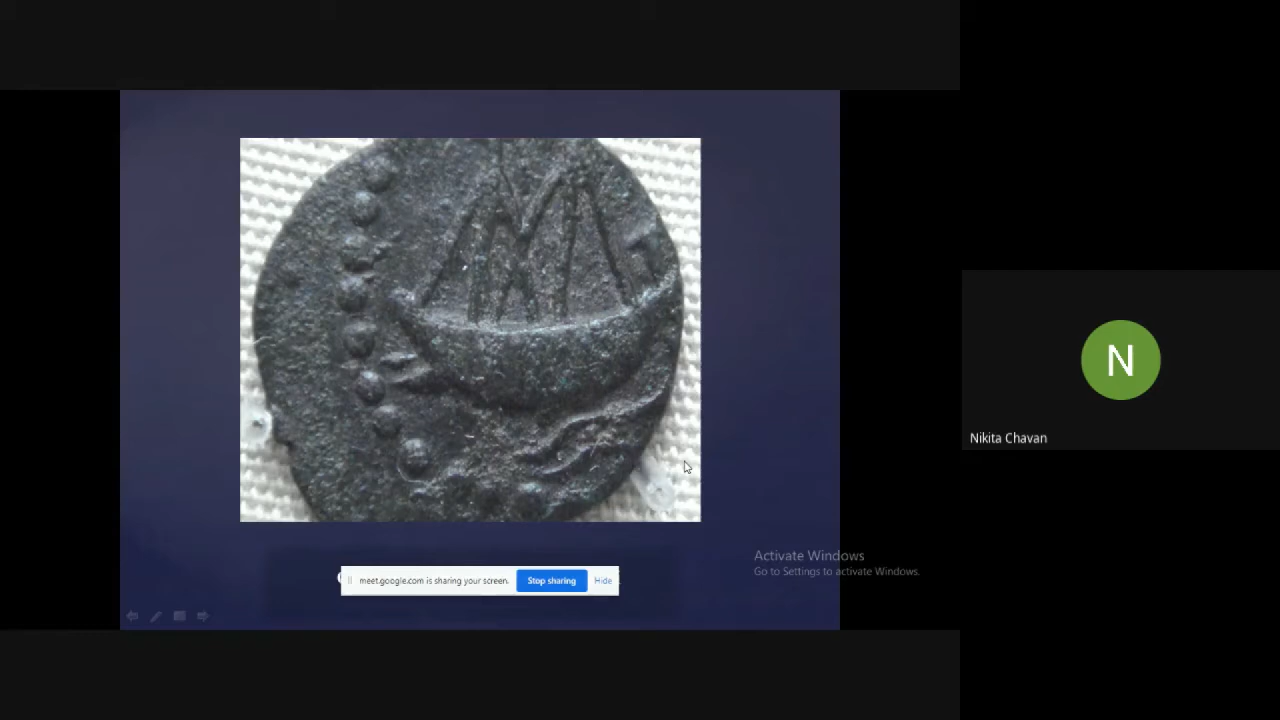 meet.google.com is sharing your screen.
Stop sharing
Hide
Activate Windows
Go to Settings to activate Windows.
N
Nikita Chavan